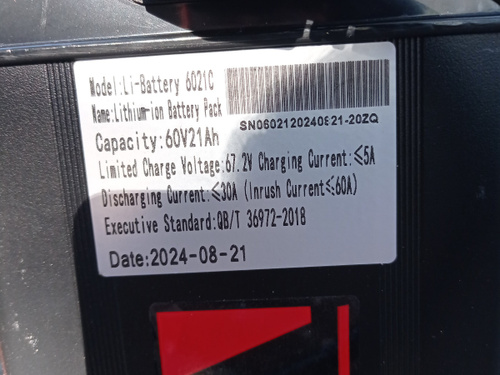 Model:Li-Battery 6021C
Name:Lithium-ion Battery Pack
SN0602120240821-20ZQ
Capacity:60V21Ah
Limited Charge Voltage:67.2V Charging Current:≤5A
Discharging Current:≤30A (Inrush Current≤60A)
Executive Standard:QB/T 36972-2018
Date:2024-08-21